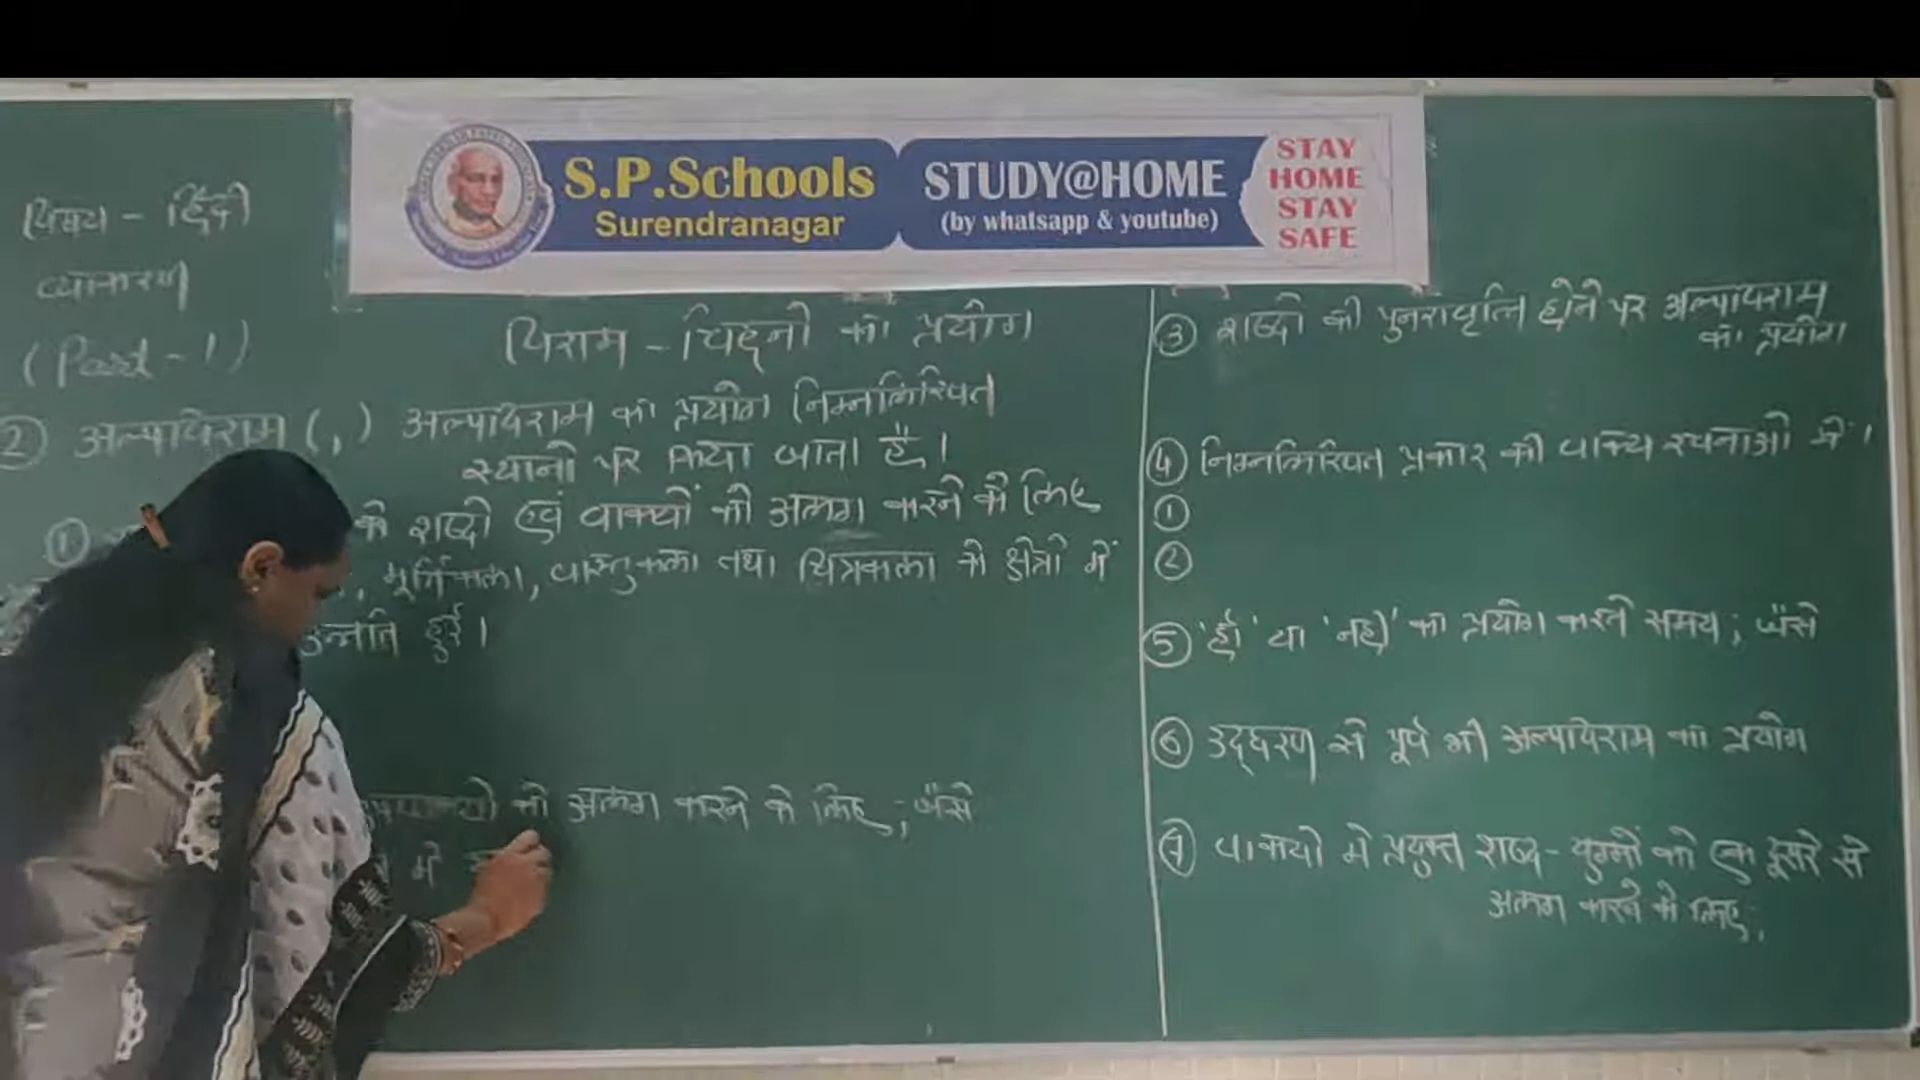 S.P.Schools
Surendranagar
STUDY@HOME
(by whatsapp & youtube)
STAY
HOME
STAY
SAFE
विषय - हिंदी
व्याकरण
(Part-1)
विराम - चिह्नो का प्रयोग
② अल्पविराम (,) अल्पविराम का प्रयोग निम्नलिखित
स्थानो पर किया जाता है।
① के शब्दो एवं वाक्यों को अलग करने के लिए
, मूर्तिकला, वास्तुकला तथा चित्रकला के क्षेत्रो में
उन्नति हुई।
को अलग करने के लिए; जैसे
में
③ शब्दो की पुनरावृत्ति होने पर अल्पविराम
का प्रयोग
④ निम्नलिखित प्रकार की वाक्य रचनाओ में।
①
②
⑤ 'हाँ' या 'नहीं' का प्रयोग करते समय; जैसे
⑥ उद्धरण से पूर्व भी अल्पविराम का प्रयोग
⑦ वाक्यो मे प्रयुक्त शब्द - युग्मों को एक दूसरे से
अलग करने के लिए;